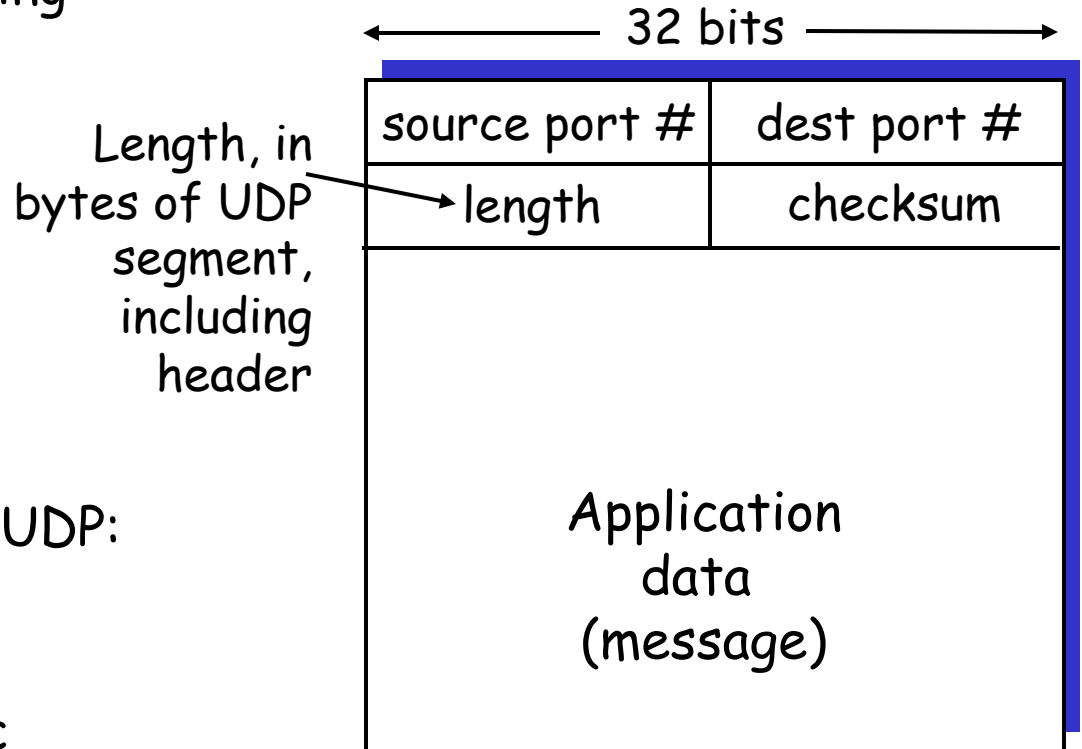 32 bits
source port # dest port #
Length, in
bytes of UDP
segment,
including
header
length checksum
UDP:
Application
data
(message)